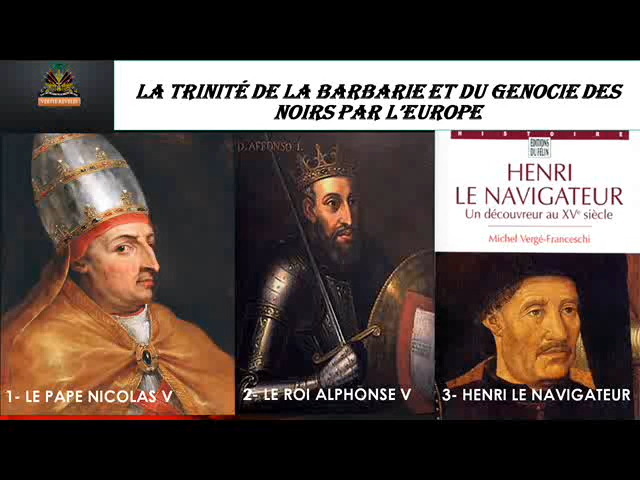 LA TRINITÉ DE LA BARBARIE ET DU GENOCIE DES
NOIRS PAR L'EUROPE
D. AFFONSO I.
HISTOIRE
EDITIONS
DU FÉLIN
HENRI
LE NAVIGATEUR
Un découvreur au XVe siècle
Michel Vergé-Franceschi
1- LE PAPE NICOLAS V
2- LE ROI ALPHONSE V
3- HENRI LE NAVIGATEUR